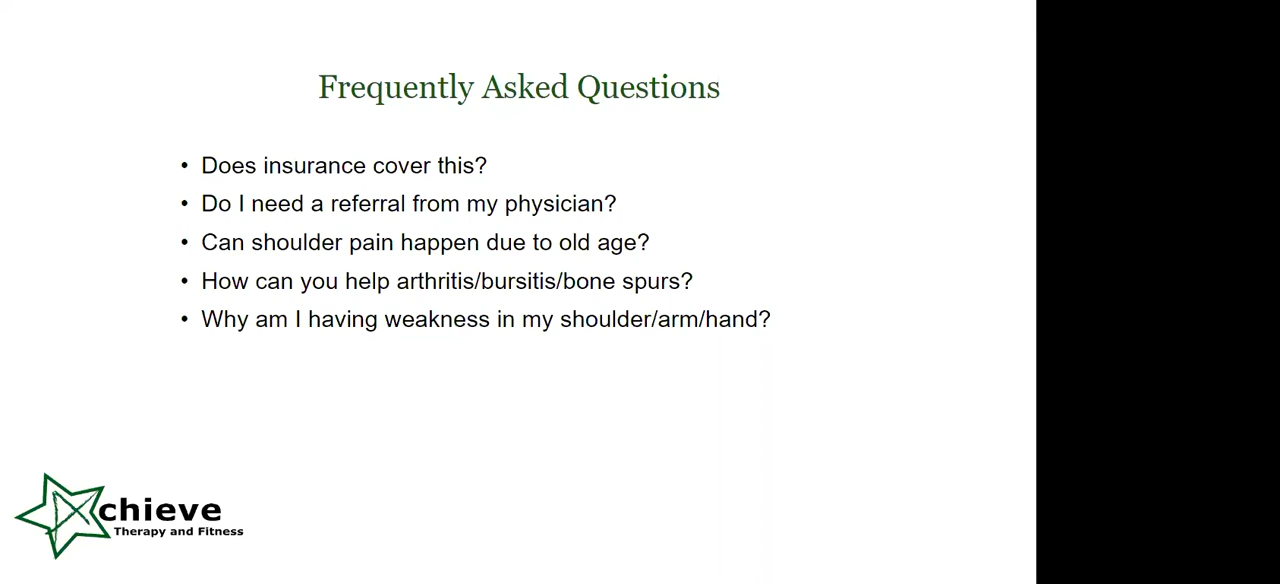 Frequently Asked Questions
• Does insurance cover this?
• Do I need a referral from my physician?
• Can shoulder pain happen due to old age?
• How can you help arthritis/bursitis/bone spurs?
• Why am I having weakness in my shoulder/arm/hand?
chieve
Therapy and Fitness